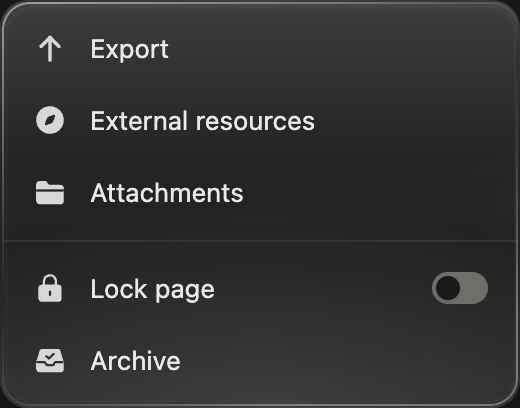 Export
External resources
Attachments
Lock page
Archive